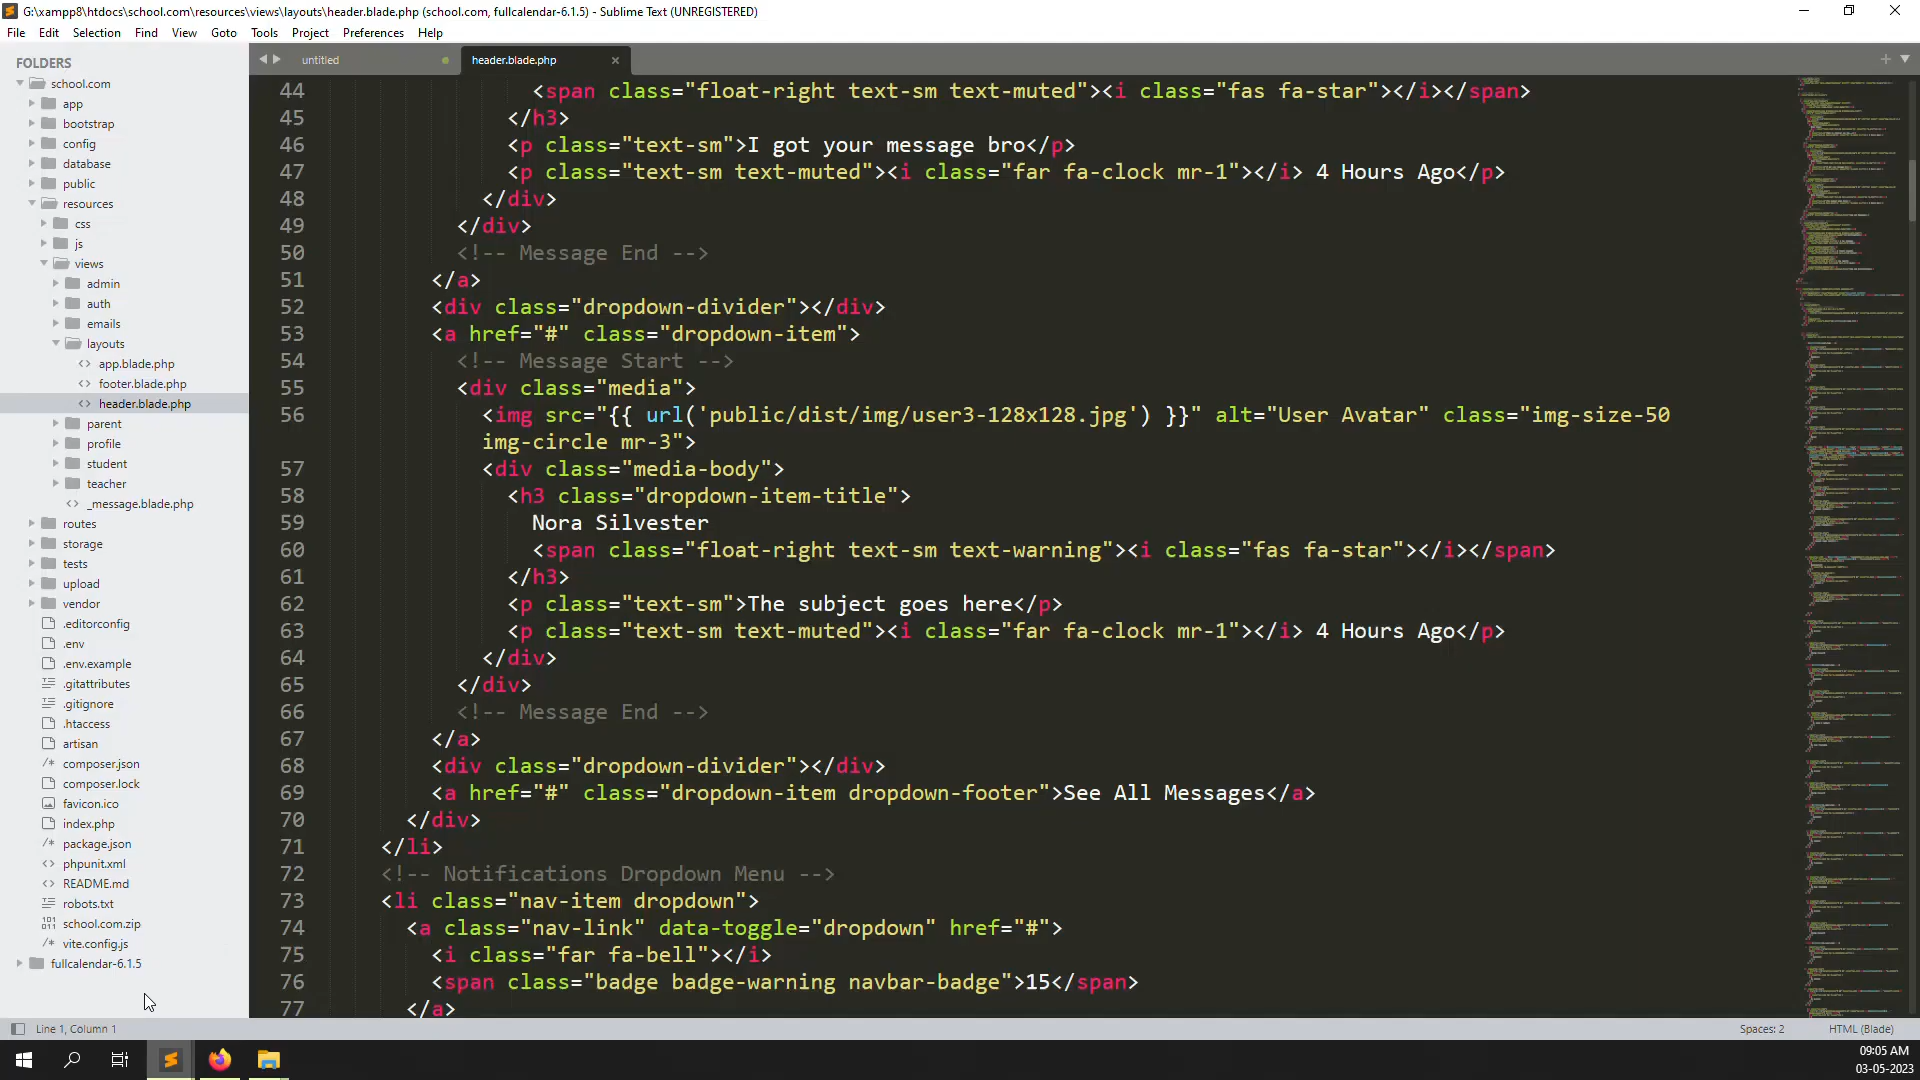 G:\xampp8\htdocs\school.com\resources\views\layouts\header.blade.php (school.com, fullcalendar-6.1.5) - Sublime Text (UNREGISTERED)
File Edit Selection Find View Goto Tools Project Preferences Help
FOLDERS
school.com
app
bootstrap
config
database
public
resources
css
js
views
admin
auth
emails
layouts
app.blade.php
footer.blade.php
header.blade.php
parent
profile
student
teacher
_message.blade.php
routes
storage
tests
upload
vendor
.editorconfig
.env
.env.example
.gitattributes
.gitignore
.htaccess
artisan
composer.json
composer.lock
favicon.ico
index.php
package.json
phpunit.xml
README.md
robots.txt
school.com.zip
vite.config.js
fullcalendar-6.1.5
untitled
header.blade.php
44 <span class="float-right text-sm text-muted"><i class="fas fa-star"></i></span>
45 </h3>
46 <p class="text-sm">I got your message bro</p>
47 <p class="text-sm text-muted"><i class="far fa-clock mr-1"></i> 4 Hours Ago</p>
48 </div>
49 </div>
50 <!-- Message End -->
51 </a>
52 <div class="dropdown-divider"></div>
53 <a href="#" class="dropdown-item">
54 <!-- Message Start -->
55 <div class="media">
56 <img src="{{ url('public/dist/img/user3-128x128.jpg') }}" alt="User Avatar" class="img-size-50
img-circle mr-3">
57 <div class="media-body">
58 <h3 class="dropdown-item-title">
59 Nora Silvester
60 <span class="float-right text-sm text-warning"><i class="fas fa-star"></i></span>
61 </h3>
62 <p class="text-sm">The subject goes here</p>
63 <p class="text-sm text-muted"><i class="far fa-clock mr-1"></i> 4 Hours Ago</p>
64 </div>
65 </div>
66 <!-- Message End -->
67 </a>
68 <div class="dropdown-divider"></div>
69 <a href="#" class="dropdown-item dropdown-footer">See All Messages</a>
70 </div>
71 </li>
72 <!-- Notifications Dropdown Menu -->
73 <li class="nav-item dropdown">
74 <a class="nav-link" data-toggle="dropdown" href="#">
75 <i class="far fa-bell"></i>
76 <span class="badge badge-warning navbar-badge">15</span>
77 </a>
Line 1, Column 1
Spaces: 2
HTML (Blade)
09:05 AM
03-05-2023